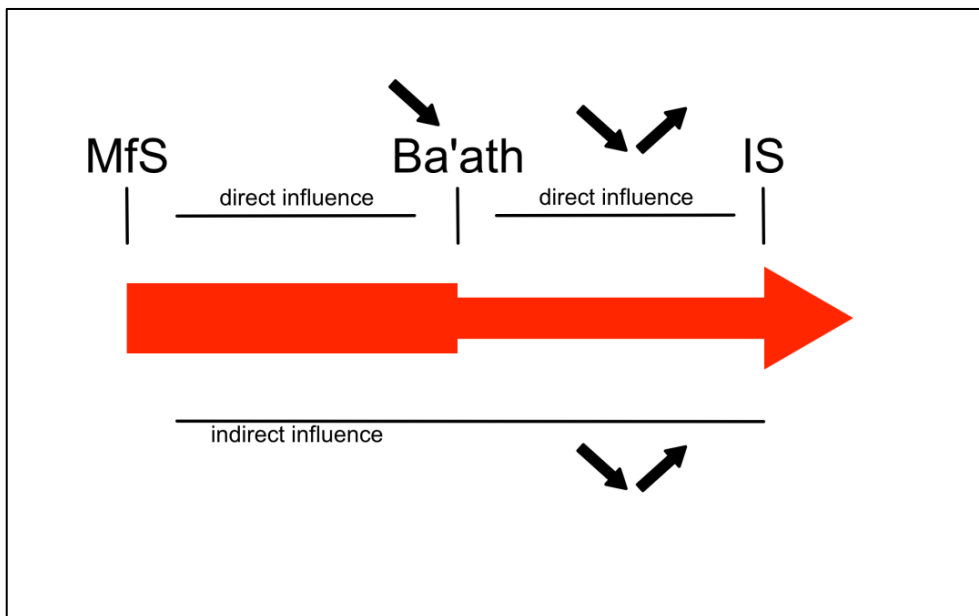 MfS
Ba'ath
IS
direct influence
direct influence
indirect influence